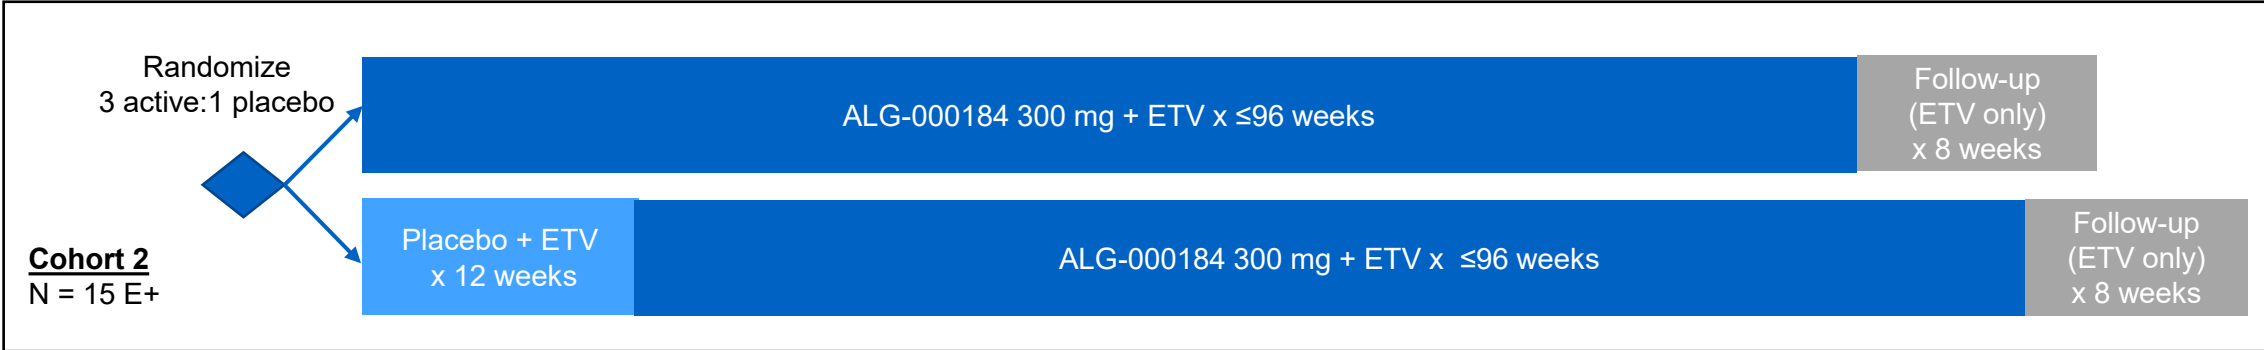 Randomize
3 active:1 placebo
ALG-000184 300 mg + ETV x ≤96 weeks
Follow-up
(ETV only)
x 8 weeks
Cohort 2
N = 15 E+
Placebo + ETV
x 12 weeks
ALG-000184 300 mg + ETV x ≤96 weeks
Follow-up
(ETV only)
x 8 weeks